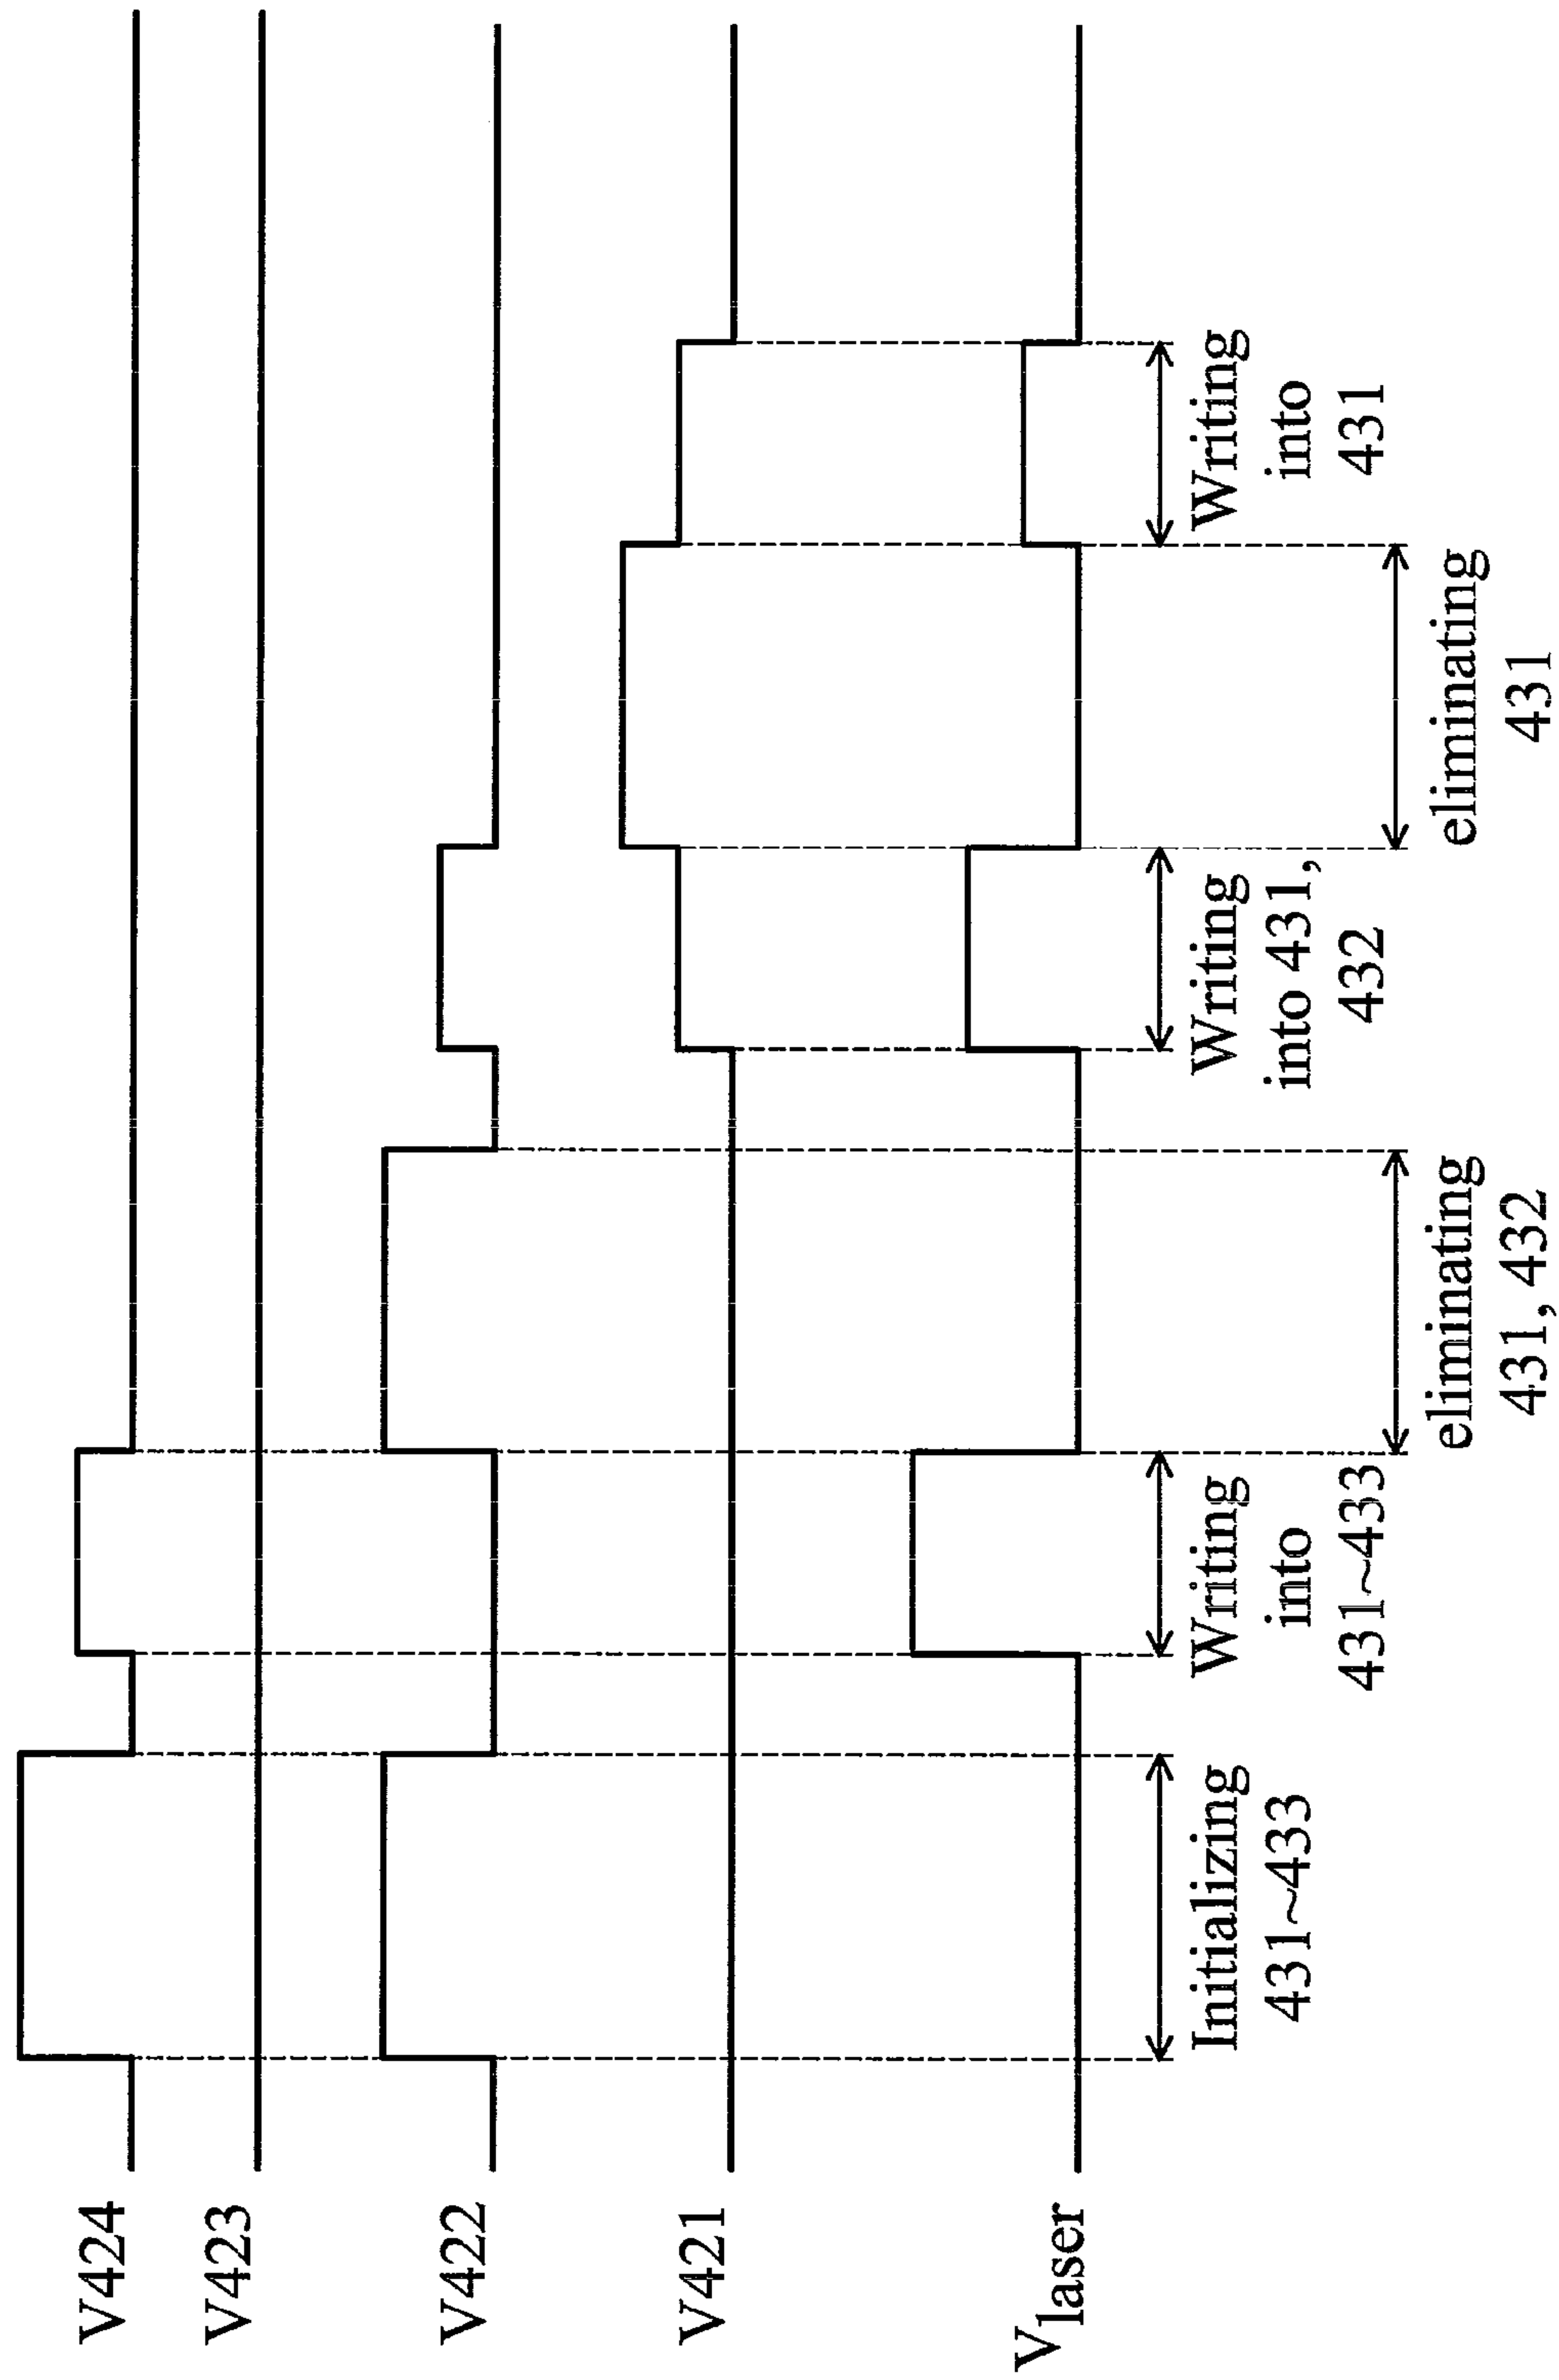 V424
V423
V422
V421
Vlaser
Initializing
431~433
Writing
into
431~433
eliminating
431, 432
Writing
into 431,
432
eliminating
431
Writing
into
431